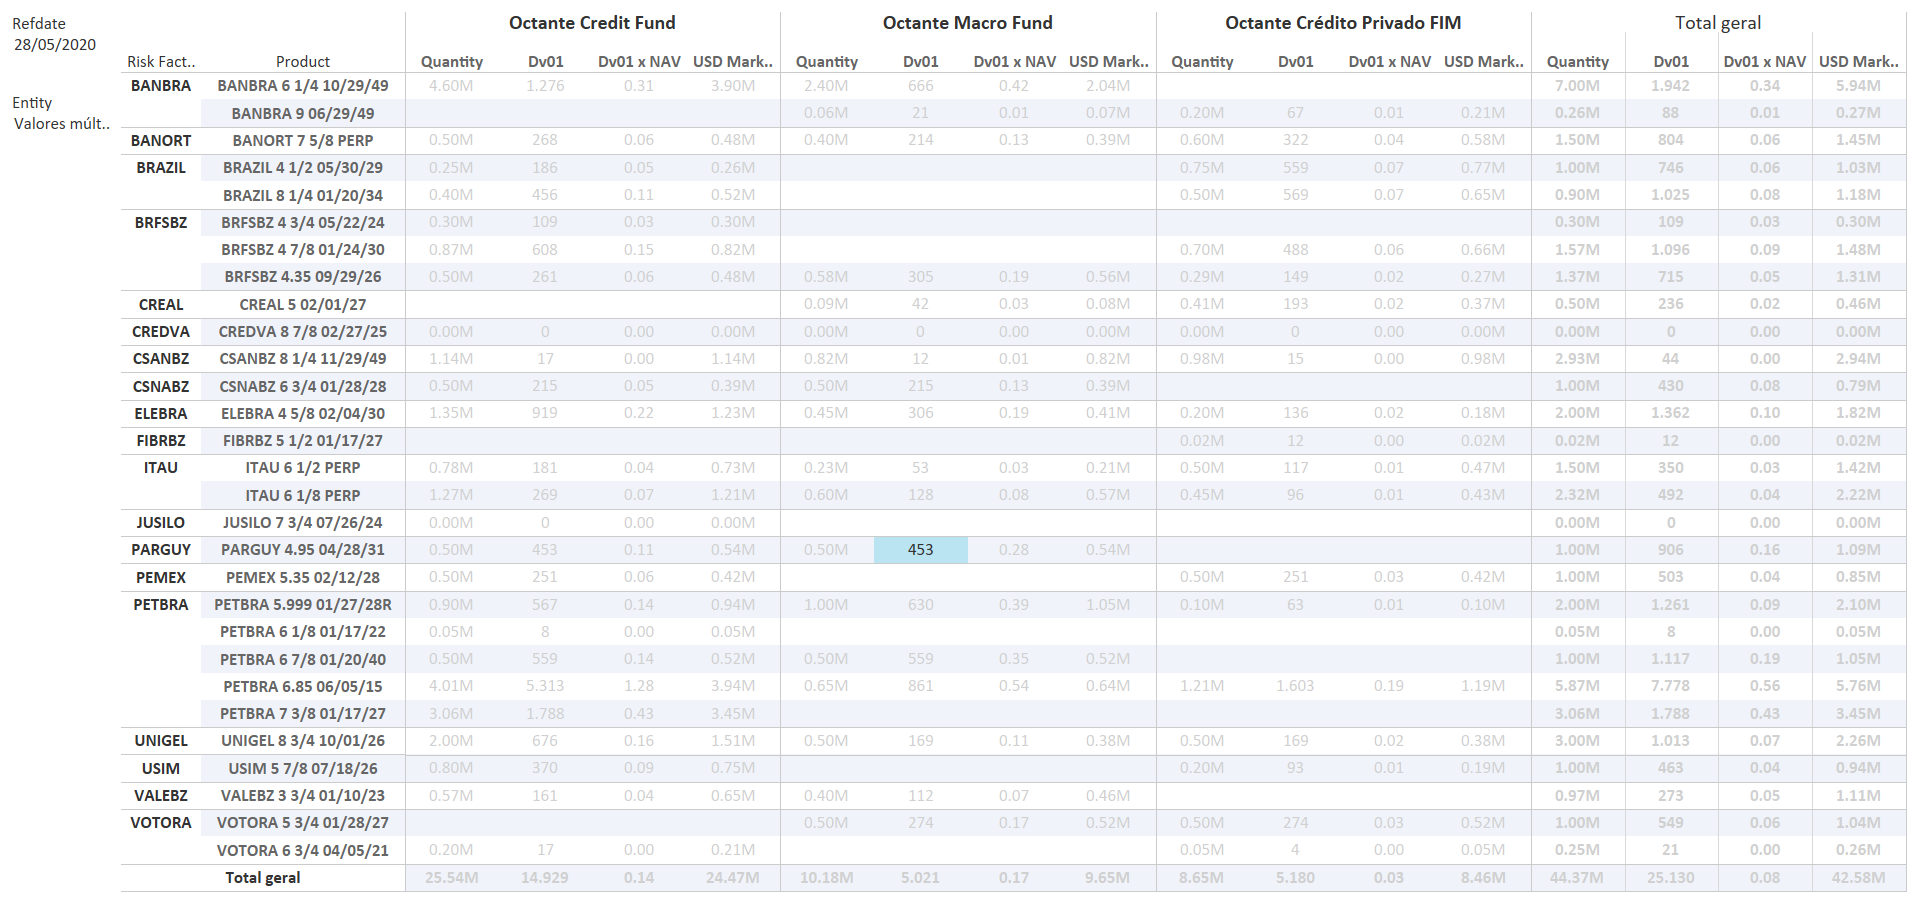 Refdate
28/05/2020
Entity
Valores múlt..
Octante Credit Fund Octante Macro Fund Octante Crédito Privado FIM Total geral
Risk Fact.. Product Quantity Dv01 Dv01 x NAV USD Mark.. Quantity Dv01 Dv01 x NAV USD Mark.. Quantity Dv01 Dv01 x NAV USD Mark.. Quantity Dv01 Dv01 x NAV USD Mark..
BANBRA BANBRA 6 1/4 10/29/49 4.60M 1.276 0.31 3.90M 2.40M 666 0.42 2.04M 7.00M 1.942 0.34 5.94M
BANBRA 9 06/29/49 0.06M 21 0.01 0.07M 0.20M 67 0.01 0.21M 0.26M 88 0.01 0.27M
BANORT BANORT 7 5/8 PERP 0.50M 268 0.06 0.48M 0.40M 214 0.13 0.39M 0.60M 322 0.04 0.58M 1.50M 804 0.06 1.45M
BRAZIL BRAZIL 4 1/2 05/30/29 0.25M 186 0.05 0.26M 0.75M 559 0.07 0.77M 1.00M 746 0.06 1.03M
BRAZIL 8 1/4 01/20/34 0.40M 456 0.11 0.52M 0.50M 569 0.07 0.65M 0.90M 1.025 0.08 1.18M
BRFSBZ BRFSBZ 4 3/4 05/22/24 0.30M 109 0.03 0.30M 0.30M 109 0.03 0.30M
BRFSBZ 4 7/8 01/24/30 0.87M 608 0.15 0.82M 0.70M 488 0.06 0.66M 1.57M 1.096 0.09 1.48M
BRFSBZ 4.35 09/29/26 0.50M 261 0.06 0.48M 0.58M 305 0.19 0.56M 0.29M 149 0.02 0.27M 1.37M 715 0.05 1.31M
CREAL CREAL 5 02/01/27 0.09M 42 0.03 0.08M 0.41M 193 0.02 0.37M 0.50M 236 0.02 0.46M
CREDVA CREDVA 8 7/8 02/27/25 0.00M 0 0.00 0.00M 0.00M 0 0.00 0.00M 0.00M 0 0.00 0.00M 0.00M 0 0.00 0.00M
CSANBZ CSANBZ 8 1/4 11/29/49 1.14M 17 0.00 1.14M 0.82M 12 0.01 0.82M 0.98M 15 0.00 0.98M 2.93M 44 0.00 2.94M
CSNABZ CSNABZ 6 3/4 01/28/28 0.50M 215 0.05 0.39M 0.50M 215 0.13 0.39M 1.00M 430 0.08 0.79M
ELEBRA ELEBRA 4 5/8 02/04/30 1.35M 919 0.22 1.23M 0.45M 306 0.19 0.41M 0.20M 136 0.02 0.18M 2.00M 1.362 0.10 1.82M
FIBRBZ FIBRBZ 5 1/2 01/17/27 0.02M 12 0.00 0.02M 0.02M 12 0.00 0.02M
ITAU ITAU 6 1/2 PERP 0.78M 181 0.04 0.73M 0.23M 53 0.03 0.21M 0.50M 117 0.01 0.47M 1.50M 350 0.03 1.42M
ITAU 6 1/8 PERP 1.27M 269 0.07 1.21M 0.60M 128 0.08 0.57M 0.45M 96 0.01 0.43M 2.32M 492 0.04 2.22M
JUSILO JUSILO 7 3/4 07/26/24 0.00M 0 0.00 0.00M 0.00M 0 0.00 0.00M
PARGUY PARGUY 4.95 04/28/31 0.50M 453 0.11 0.54M 0.50M 453 0.28 0.54M 1.00M 906 0.16 1.09M
PEMEX PEMEX 5.35 02/12/28 0.50M 251 0.06 0.42M 0.50M 251 0.03 0.42M 1.00M 503 0.04 0.85M
PETBRA PETBRA 5.999 01/27/28R 0.90M 567 0.14 0.94M 1.00M 630 0.39 1.05M 0.10M 63 0.01 0.10M 2.00M 1.261 0.09 2.10M
PETBRA 6 1/8 01/17/22 0.05M 8 0.00 0.05M 0.05M 8 0.00 0.05M
PETBRA 6 7/8 01/20/40 0.50M 559 0.14 0.52M 0.50M 559 0.35 0.52M 1.00M 1.117 0.19 1.05M
PETBRA 6.85 06/05/15 4.01M 5.313 1.28 3.94M 0.65M 861 0.54 0.64M 1.21M 1.603 0.19 1.19M 5.87M 7.778 0.56 5.76M
PETBRA 7 3/8 01/17/27 3.06M 1.788 0.43 3.45M 3.06M 1.788 0.43 3.45M
UNIGEL UNIGEL 8 3/4 10/01/26 2.00M 676 0.16 1.51M 0.50M 169 0.11 0.38M 0.50M 169 0.02 0.38M 3.00M 1.013 0.07 2.26M
USIM USIM 5 7/8 07/18/26 0.80M 370 0.09 0.75M 0.20M 93 0.01 0.19M 1.00M 463 0.04 0.94M
VALEBZ VALEBZ 3 3/4 01/10/23 0.57M 161 0.04 0.65M 0.40M 112 0.07 0.46M 0.97M 273 0.05 1.11M
VOTORA VOTORA 5 3/4 01/28/27 0.50M 274 0.17 0.52M 0.50M 274 0.03 0.52M 1.00M 549 0.06 1.04M
VOTORA 6 3/4 04/05/21 0.20M 17 0.00 0.21M 0.05M 4 0.00 0.05M 0.25M 21 0.00 0.26M
Total geral 25.54M 14.929 0.14 24.47M 10.18M 5.021 0.17 9.65M 8.65M 5.180 0.03 8.46M 44.37M 25.130 0.08 42.58M